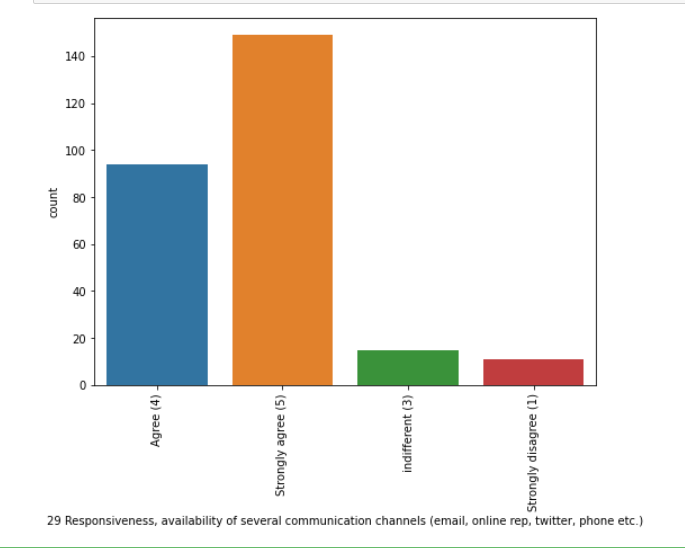 140
120
100
80
60
40
20
0
count
Agree (4)
Strongly agree (5)
indifferent (3)
Strongly disagree (1)
29 Responsiveness, availability of several communication channels (email, online rep, twitter, phone etc.)